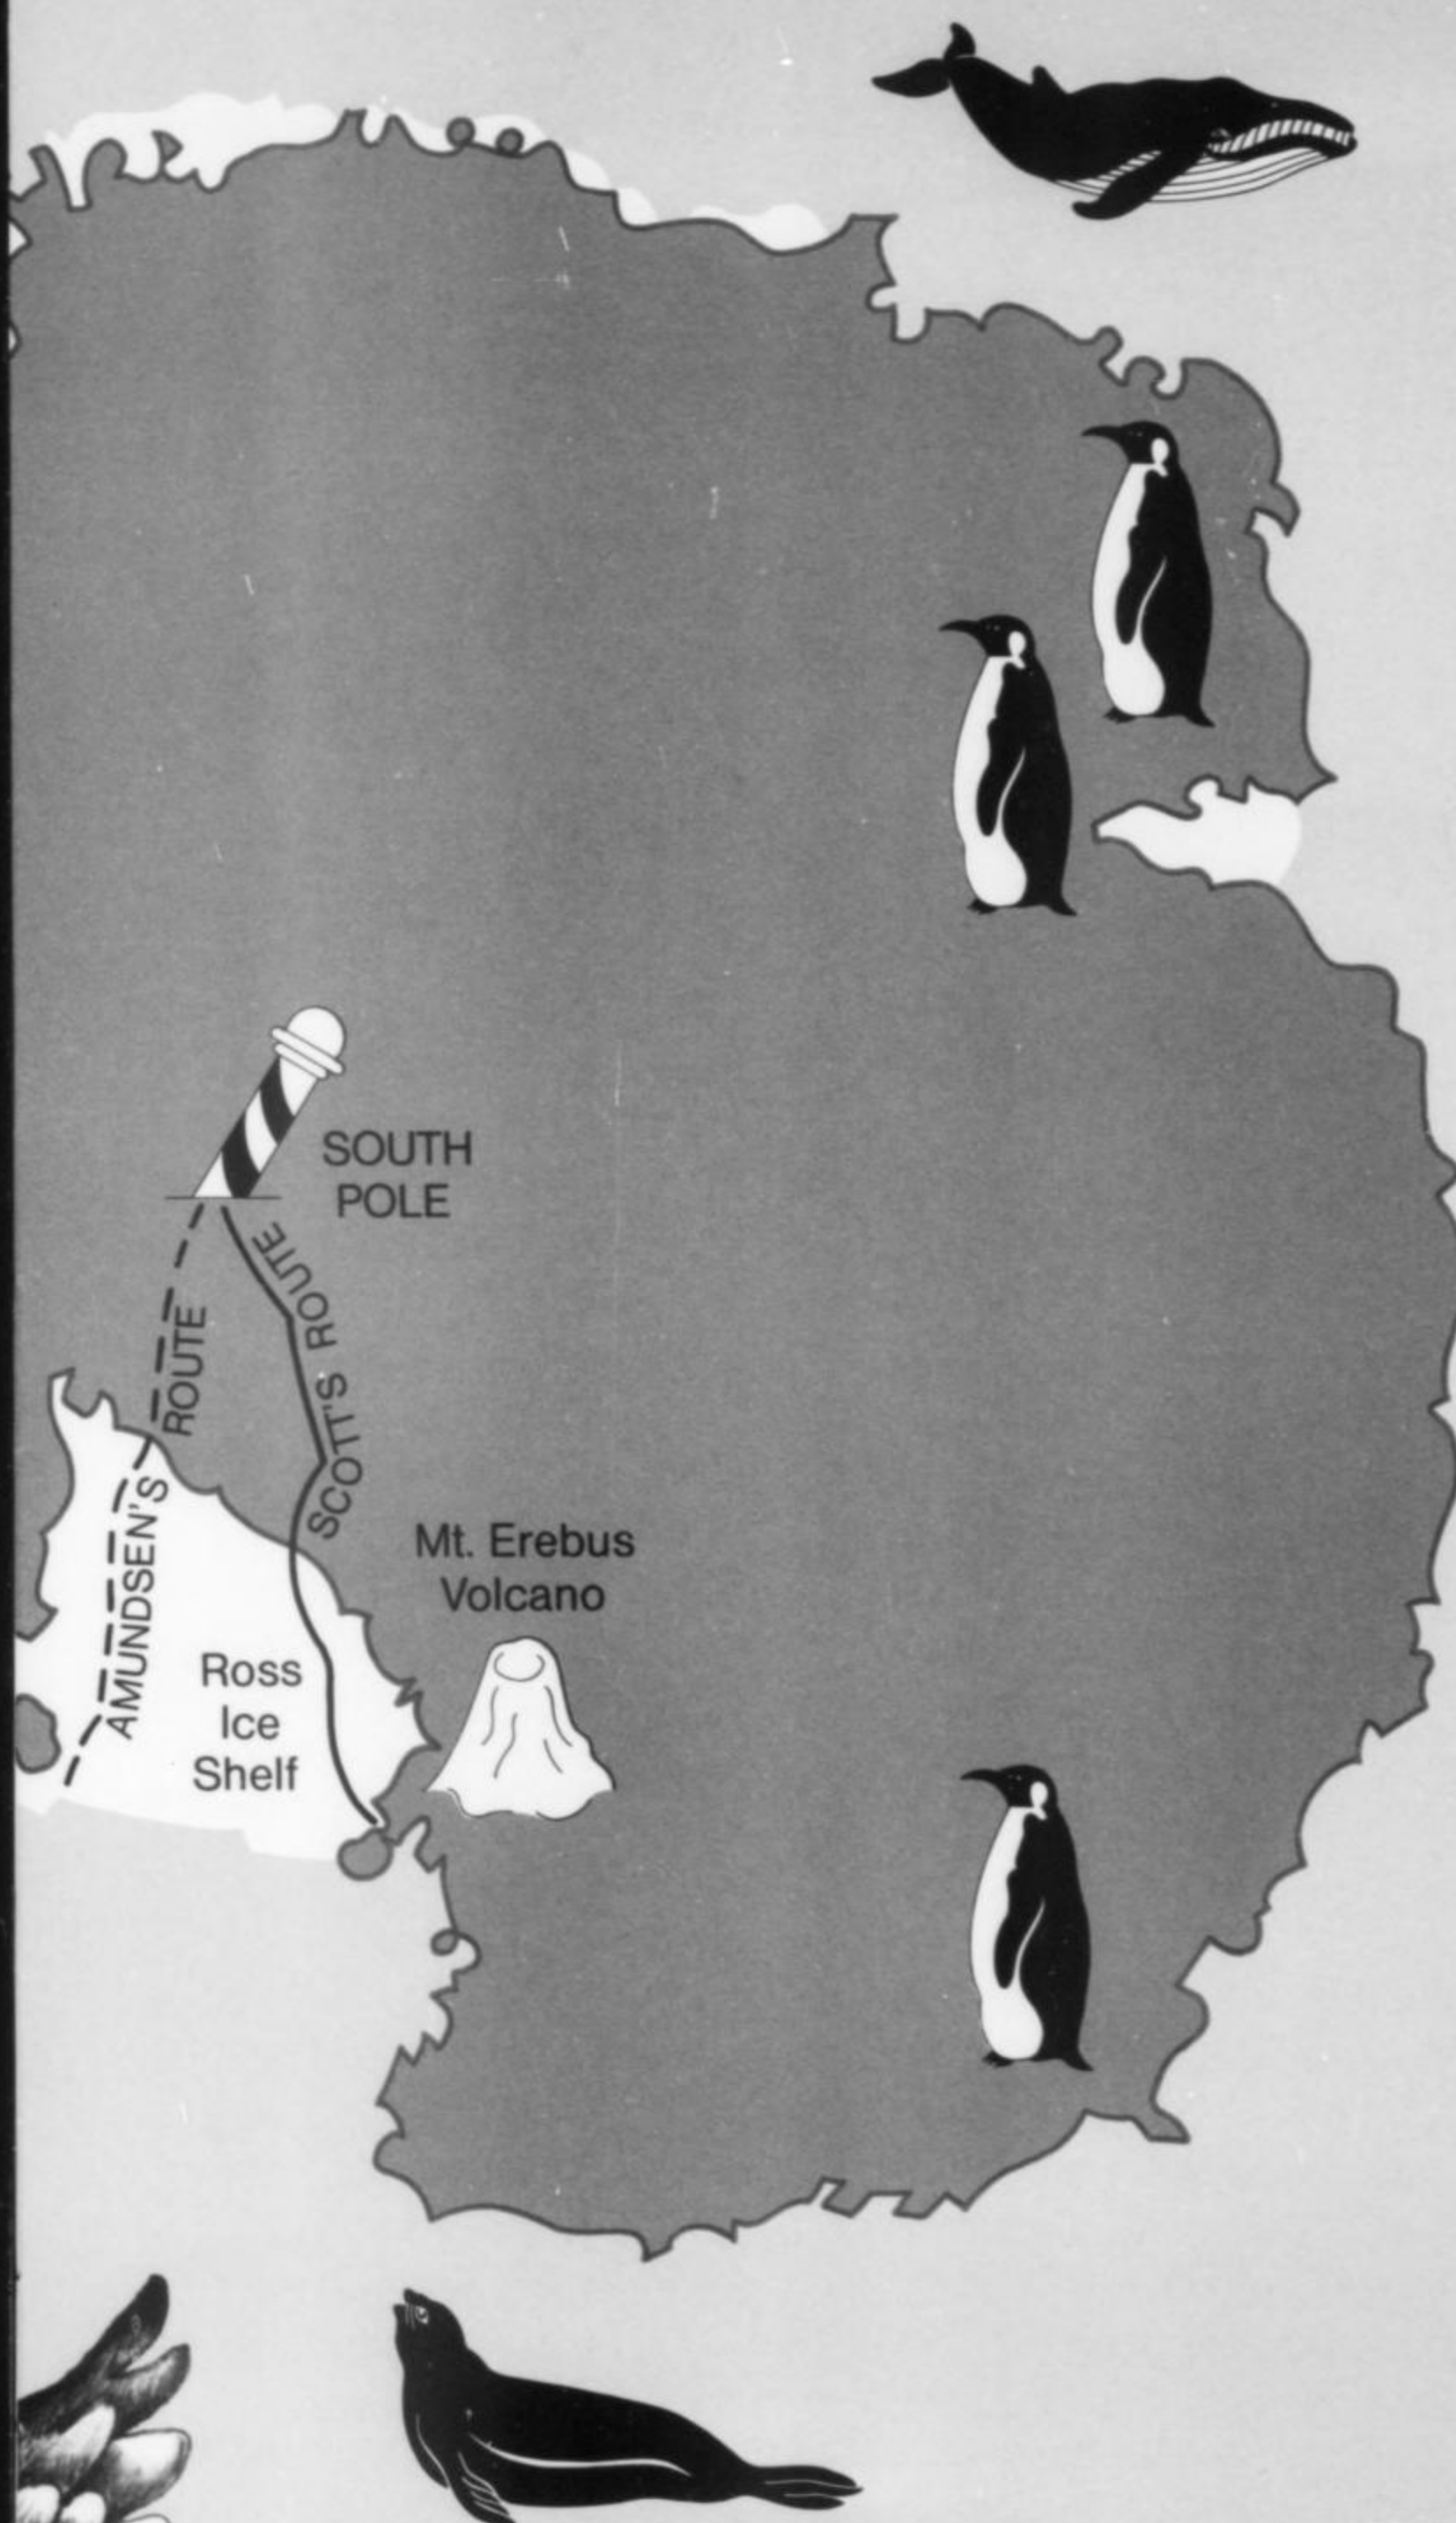 SOUTH
POLE
SCOTT'S ROUTE
AMUNDSEN'S ROUTE
Mt. Erebus
Volcano
Ross
Ice
Shelf